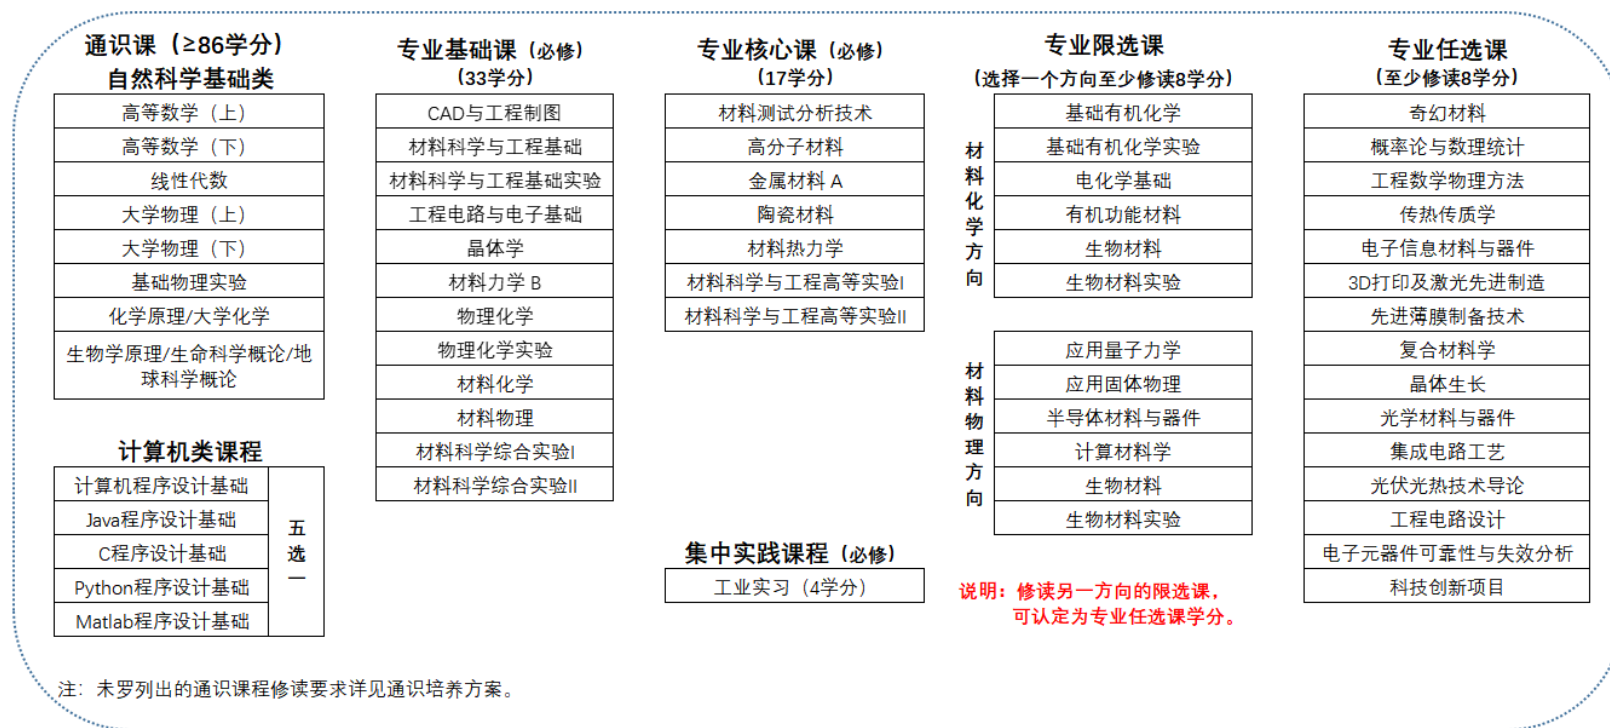 通识课（≥86学分）
自然科学基础类
高等数学（上）
高等数学（下）
线性代数
大学物理（上）
大学物理（下）
基础物理实验
化学原理/大学化学
生物学原理/生命科学概论/地
球科学概论
计算机类课程
计算机程序设计基础
Java程序设计基础
C程序设计基础
Python程序设计基础
Matlab程序设计基础
五选一
专业基础课（必修）
(33学分)
CAD与工程制图
材料科学与工程基础
材料科学与工程基础实验
工程电路与电子基础
晶体学
材料力学 B
物理化学
物理化学实验
材料化学
材料物理
材料科学综合实验I
材料科学综合实验II
专业核心课（必修）
(17学分)
材料测试分析技术
高分子材料
金属材料 A
陶瓷材料
材料热力学
材料科学与工程高等实验I
材料科学与工程高等实验II
集中实践课程（必修）
工业实习（4学分）
专业限选课
(选择一个方向至少修读8学分)
材料化学方向
基础有机化学
基础有机化学实验
电化学基础
有机功能材料
生物材料
生物材料实验
材料物理方向
应用量子力学
应用固体物理
半导体材料与器件
计算材料学
生物材料
生物材料实验
说明：修读另一方向的限选课，
可认定为专业任选课学分。
专业任选课
(至少修读8学分)
奇幻材料
概率论与数理统计
工程数学物理方法
传热传质学
电子信息材料与器件
3D打印及激光先进制造
先进薄膜制备技术
复合材料学
晶体生长
光学材料与器件
集成电路工艺
光伏光热技术导论
工程电路设计
电子元器件可靠性与失效分析
科技创新项目
注：未罗列出的通识课程修读要求详见通识培养方案。